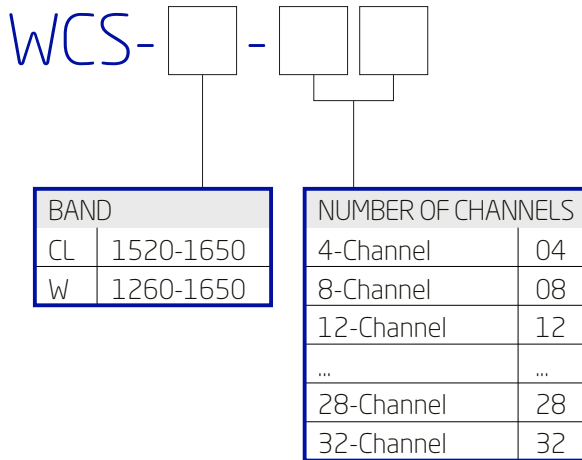 WCS- -
BAND
CL 1520-1650
W 1260-1650
NUMBER OF CHANNELS
4-Channel 04
8-Channel 08
12-Channel 12
... ...
28-Channel 28
32-Channel 32